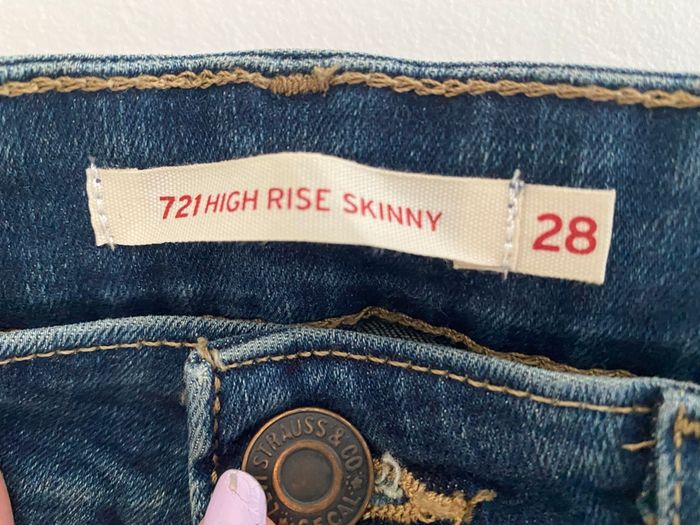 721 HIGH RISE SKINNY
28
STRAUSS & CO